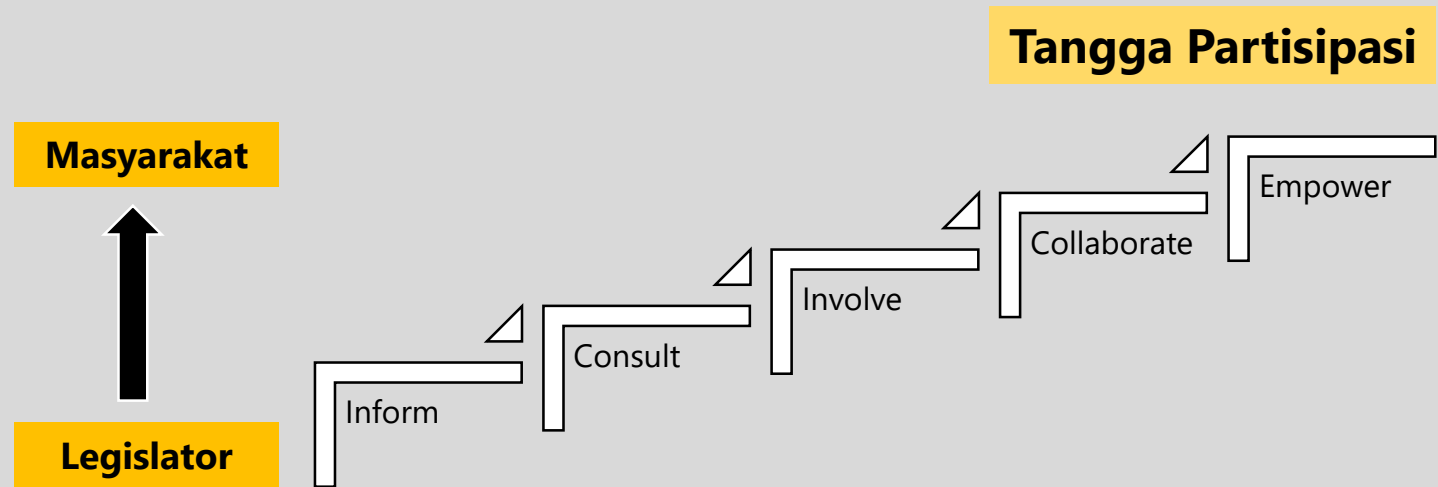 Tangga Partisipasi
Masyarakat
Empower
Collaborate
Involve
Consult
Inform
Legislator